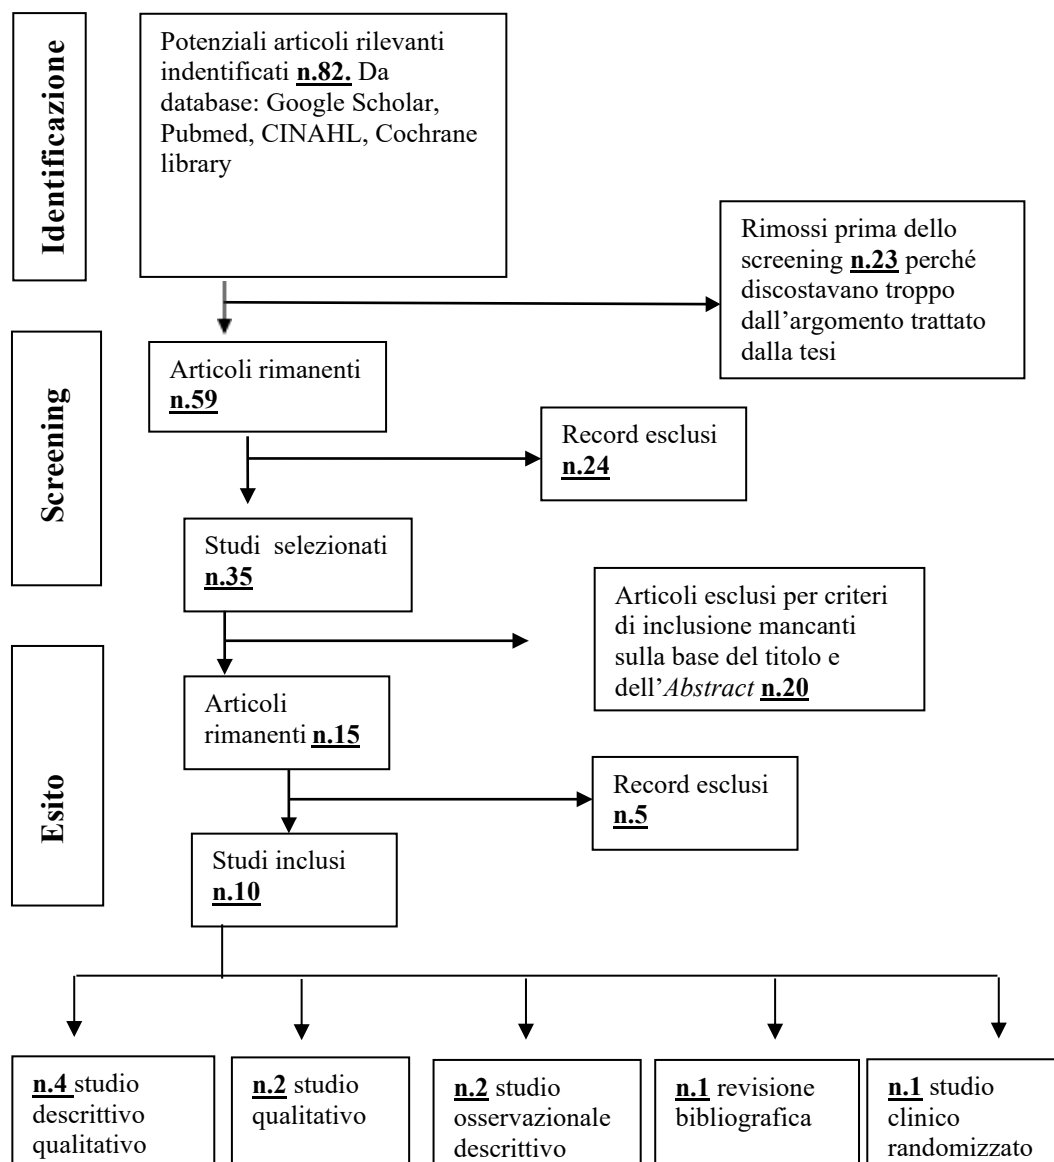 Identificazione
Potenziali articoli rilevanti
indentificati n.82. Da
database: Google Scholar,
Pubmed, CINAHL, Cochrane
library
Rimossi prima dello
screening n.23 perché
discostavano troppo
dall’argomento trattato
dalla tesi
Screening
Articoli rimanenti
n.59
Record esclusi
n.24
Studi selezionati
n.35
Articoli esclusi per criteri
di inclusione mancanti
sulla base del titolo e
dell’Abstract n.20
Esito
Articoli
rimanenti n.15
Record esclusi
n.5
Studi inclusi
n.10
n.4 studio
descrittivo
qualitativo
n.2 studio
qualitativo
n.2 studio
osservazionale
descrittivo
n.1 revisione
bibliografica
n.1 studio
clinico
randomizzato